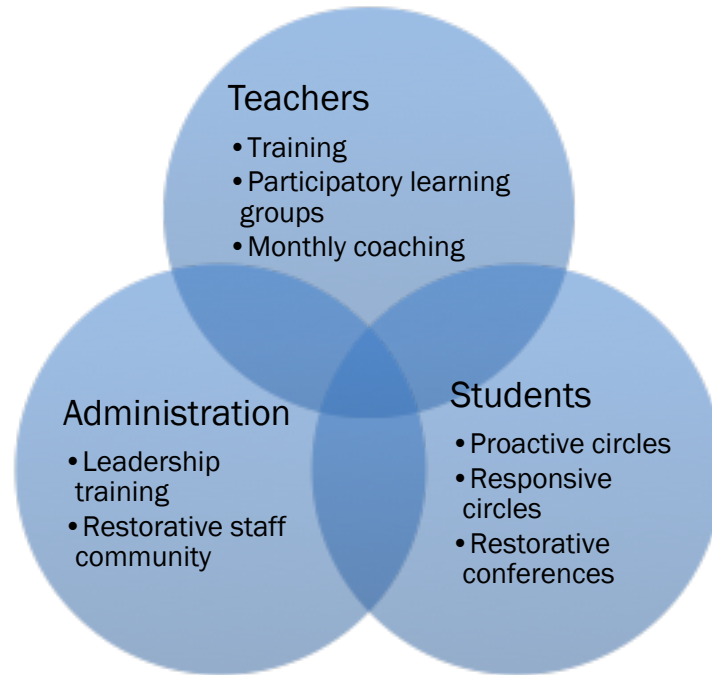 Teachers
•Training
•Participatory learning
groups
•Monthly coaching
Administration
•Leadership
training
•Restorative staff
community
Students
•Proactive circles
•Responsive
circles
•Restorative
conferences